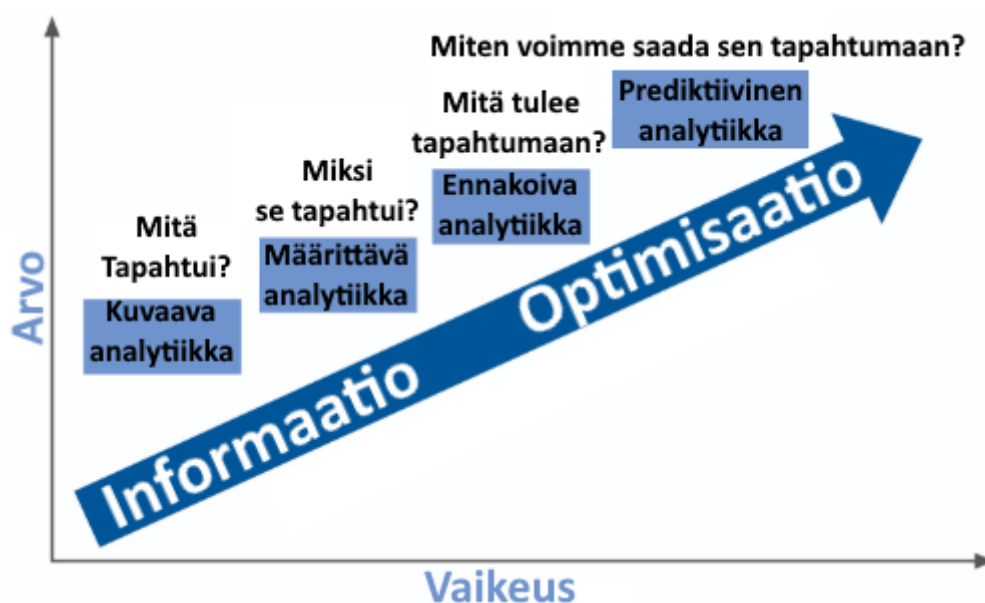 Miten voimme saada sen tapahtumaan?
Prediktiivinen
analytiikka
Mitä tulee
tapahtumaan?
Ennakoiva
analytiikka
Miksi
se tapahtui?
Määrittävä
analytiikka
Mitä
Tapahtui?
Kuvaava
analytiikka
Informaatio Optimisaatio
Arvo
Vaikeus